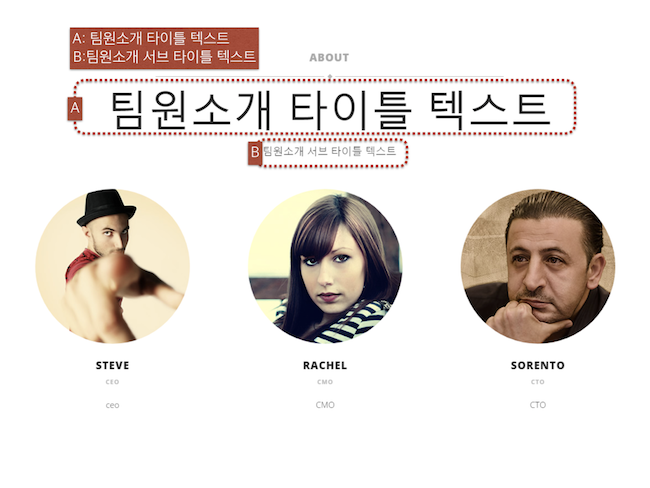 A: 팀원소개 타이틀 텍스트
B:팀원소개 서브 타이틀 텍스트
ABOUT
A 팀원소개 타이틀 텍스트
B 팀원소개 서브 타이틀 텍스트
STEVE
CEO
ceo
RACHEL
CMO
CMO
SORENTO
CTO
CTO